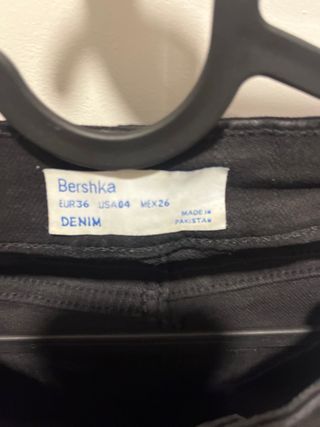 Bershka
EUR36 USA04 MEX26
DENIM MADE IN
PAKISTAN